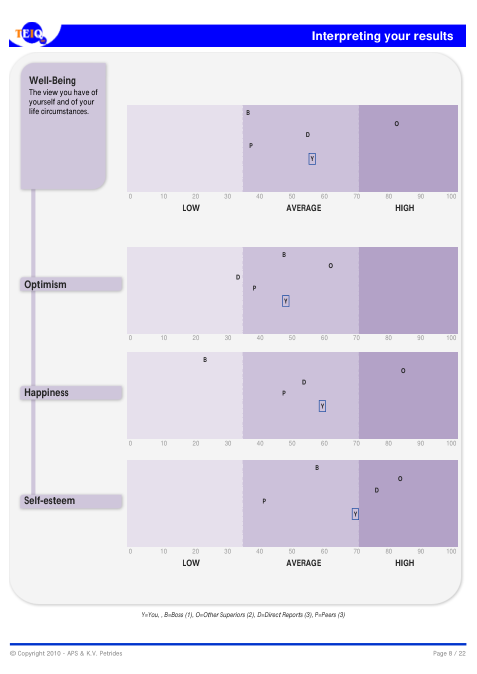 TEIQ
Interpreting your results
Well-Being
The view you have of
yourself and of your
life circumstances.
B
O
D
P
Y
0 10 20 30 40 50 60 70 80 90 100
LOW AVERAGE HIGH
B
O
D
P
Y
Optimism
0 10 20 30 40 50 60 70 80 90 100
B
O
D
P
Y
Happiness
0 10 20 30 40 50 60 70 80 90 100
B
O
D
P
Y
Self-esteem
0 10 20 30 40 50 60 70 80 90 100
LOW AVERAGE HIGH
Y=You, , B=Boss (1), O=Other Superiors (2), D=Direct Reports (3), P=Peers (3)
© Copyright 2010 - APS & K.V. Petrides Page 8 / 22